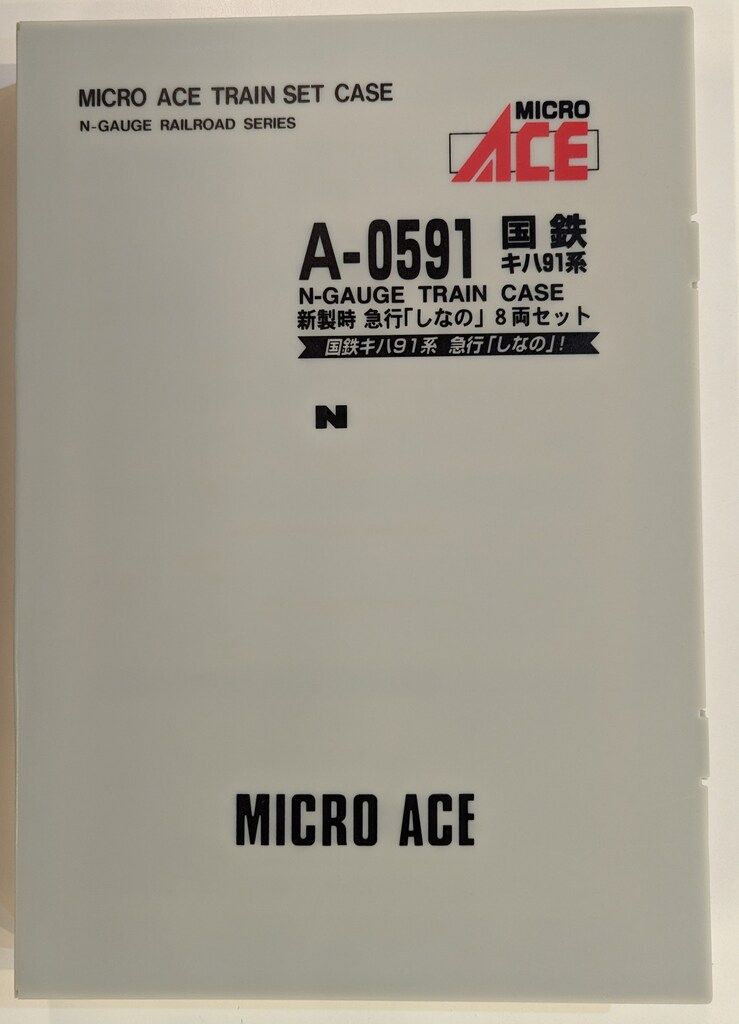 MICRO ACE TRAIN SET CASE
N-GAUGE RAILROAD SERIES
MICRO
ACE
A-0591 国鉄
キハ91系
N-GAUGE TRAIN CASE
新製時 急行「しなの」 8両セット
国鉄キハ91系 急行「しなの」!
N
MICRO ACE